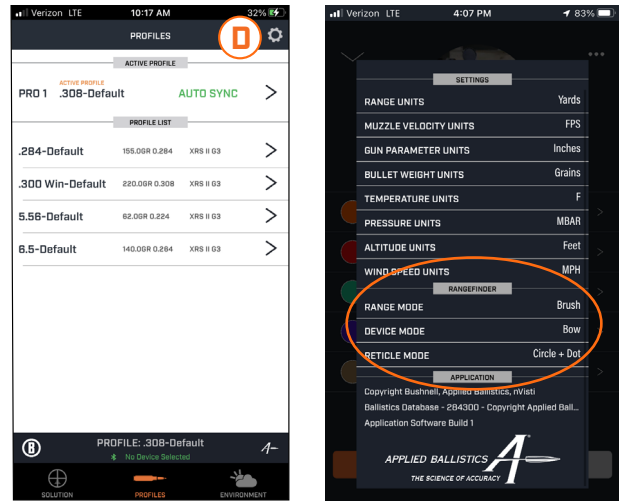 Verizon LTE 10:17 AM 32%
PROFILES
D
ACTIVE PROFILE
ACTIVE PROFILE
PRO 1 .308-Default AUTO SYNC
PROFILE LIST
.284-Default 155.0GR 0.284 XRS II G3
.300 Win-Default 220.0GR 0.308 XRS II G3
5.56-Default 62.0GR 0.224 XRS II G3
6.5-Default 140.0GR 0.264 XRS II G3
B
PROFILE: .308-Default
No Device Selected
A
SOLUTION PROFILES ENVIRONMENT
Verizon LTE 4:07 PM 83%
SETTINGS
RANGE UNITS Yards
MUZZLE VELOCITY UNITS FPS
GUN PARAMETER UNITS Inches
BULLET WEIGHT UNITS Grains
TEMPERATURE UNITS F
PRESSURE UNITS MBAR
ALTITUDE UNITS Feet
WIND SPEED UNITS MPH
RANGEFINDER
RANGE MODE Brush
DEVICE MODE Bow
RETICLE MODE Circle + Dot
APPLICATION
Copyright Bushnell, Applied Ballistics, nVisti
Ballistics Database - 284300 - Copyright Applied Ball...
Application Software Build 1
APPLIED BALLISTICS A
THE SCIENCE OF ACCURACY